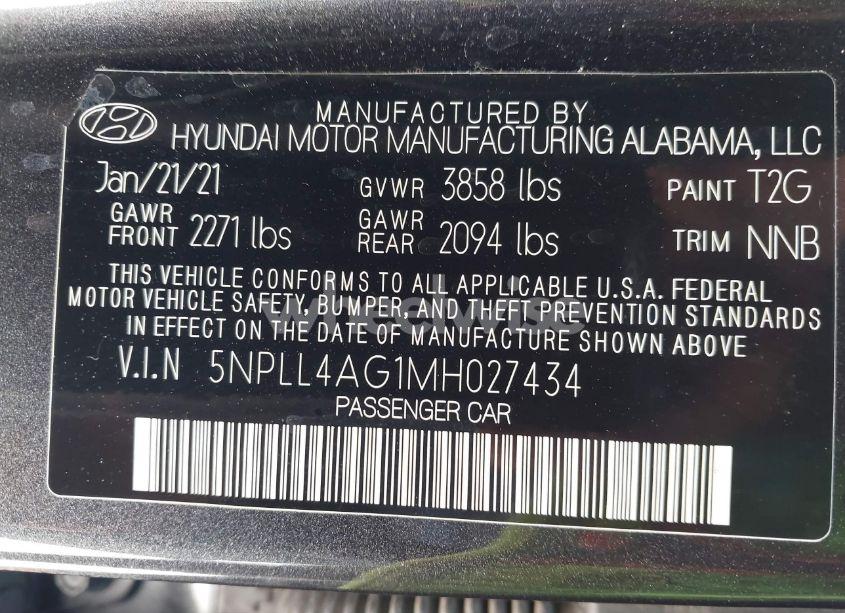 MANUFACTURED BY
HYUNDAI MOTOR MANUFACTURING ALABAMA, LLC
Jan/21/21 GVWR 3858 lbs PAINT T2G
GAWR FRONT 2271 lbs GAWR REAR 2094 lbs TRIM NNB
THIS VEHICLE CONFORMS TO ALL APPLICABLE U.S.A. FEDERAL
MOTOR VEHICLE SAFETY, BUMPER, AND THEFT PREVENTION STANDARDS
IN EFFECT ON THE DATE OF MANUFACTURE SHOWN ABOVE
V.I.N 5NPLL4AG1MH027434
PASSENGER CAR
wheelwise